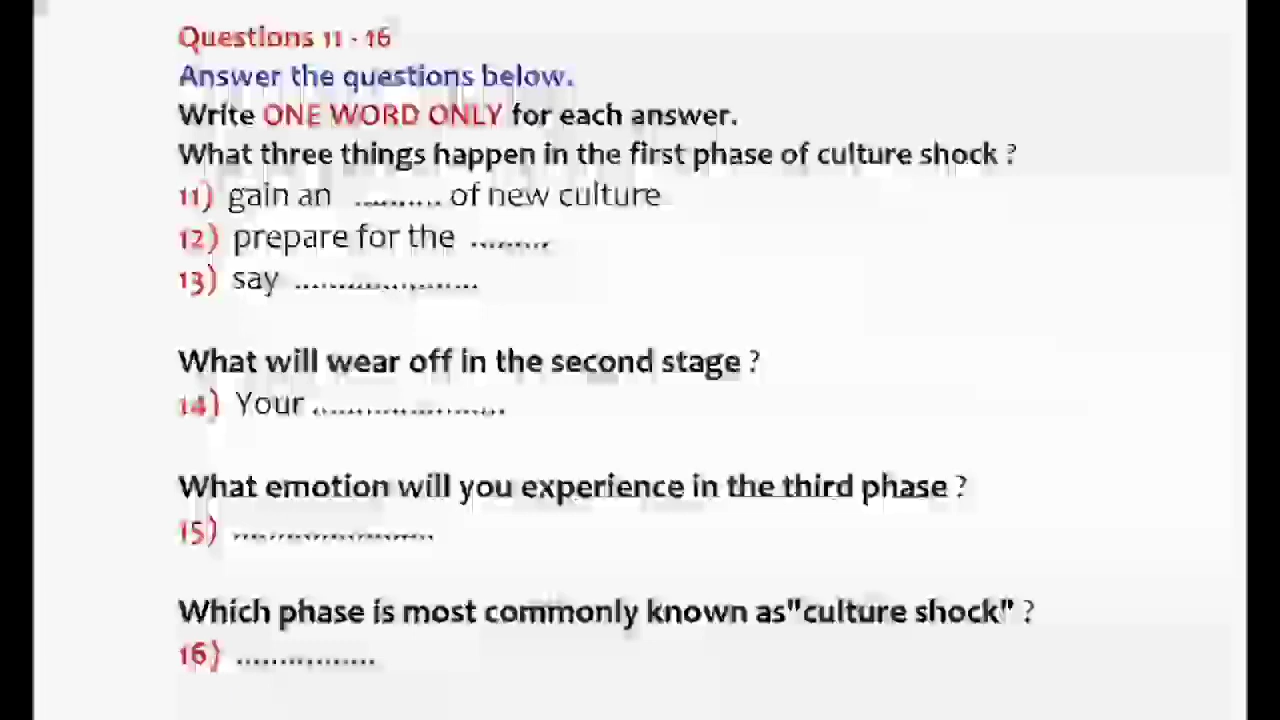 Questions 11 - 16
Answer the questions below.
Write ONE WORD ONLY for each answer.
What three things happen in the first phase of culture shock ?
11) gain an .......... of new culture
12) prepare for the ........
13) say ......................
What will wear off in the second stage ?
14) Your .......................
What emotion will you experience in the third phase ?
15) ........................
Which phase is most commonly known as"culture shock" ?
16) ................